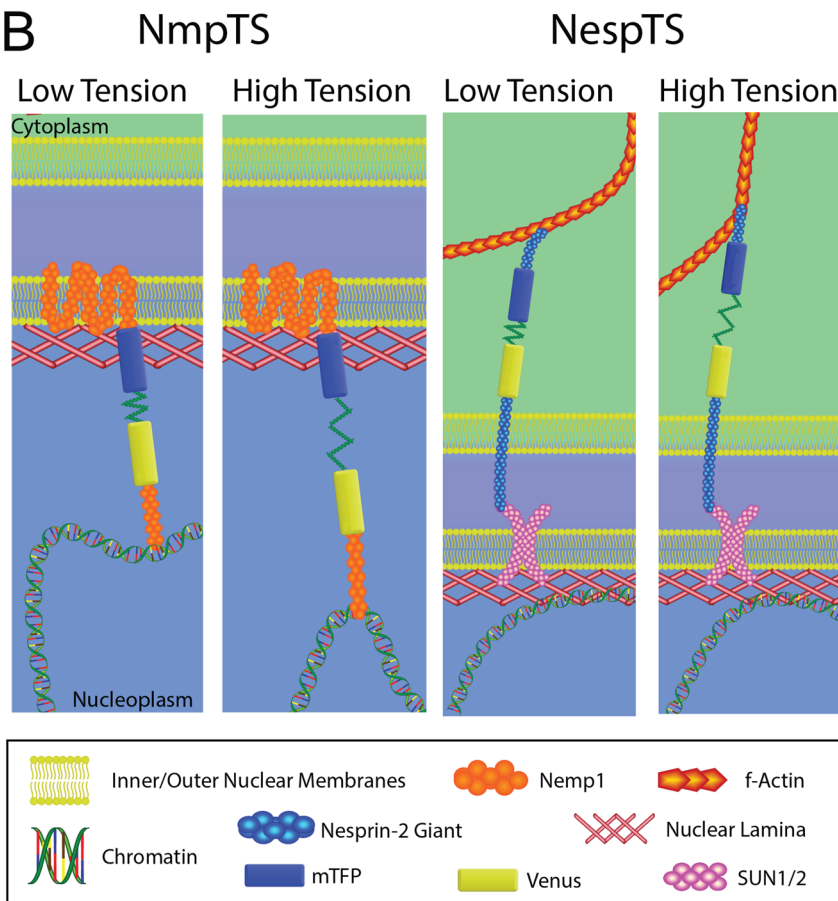 B
NmpTS
NespTS
Low Tension
High Tension
Low Tension
High Tension
Cytoplasm
Nucleoplasm
Inner/Outer Nuclear Membranes
Nemp1
f-Actin
Chromatin
Nesprin-2 Giant
Nuclear Lamina
mTFP
Venus
SUN1/2